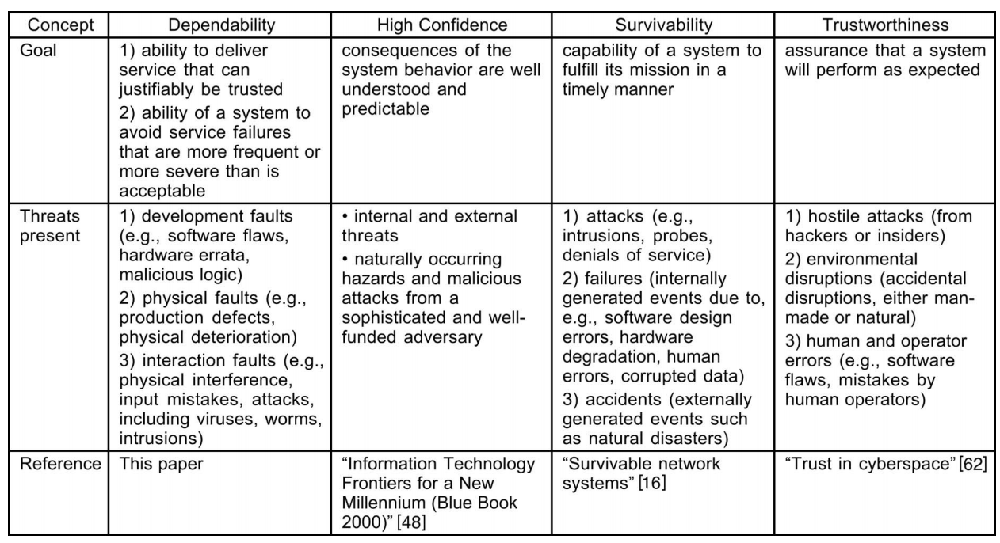 Concept
Dependability
High Confidence
Survivability
Trustworthiness
Goal
1) ability to deliver
service that can
justifiably be trusted
2) ability of a system to
avoid service failures
that are more frequent or
more severe than is
acceptable
consequences of the
system behavior are well
understood and
predictable
capability of a system to
fulfill its mission in a
timely manner
assurance that a system
will perform as expected
Threats
present
1) development faults
(e.g., software flaws,
hardware errata,
malicious logic)
2) physical faults (e.g.,
production defects,
physical deterioration)
3) interaction faults (e.g.,
physical interference,
input mistakes, attacks,
including viruses, worms,
intrusions)
• internal and external
threats
• naturally occurring
hazards and malicious
attacks from a
sophisticated and well-
funded adversary
1) attacks (e.g.,
intrusions, probes,
denials of service)
2) failures (internally
generated events due to,
e.g., software design
errors, hardware
degradation, human
errors, corrupted data)
3) accidents (externally
generated events such
as natural disasters)
1) hostile attacks (from
hackers or insiders)
2) environmental
disruptions (accidental
disruptions, either man-
made or natural)
3) human and operator
errors (e.g., software
flaws, mistakes by
human operators)
Reference
This paper
“Information Technology
Frontiers for a New
Millennium (Blue Book
2000)” [48]
“Survivable network
systems” [16]
“Trust in cyberspace” [62]